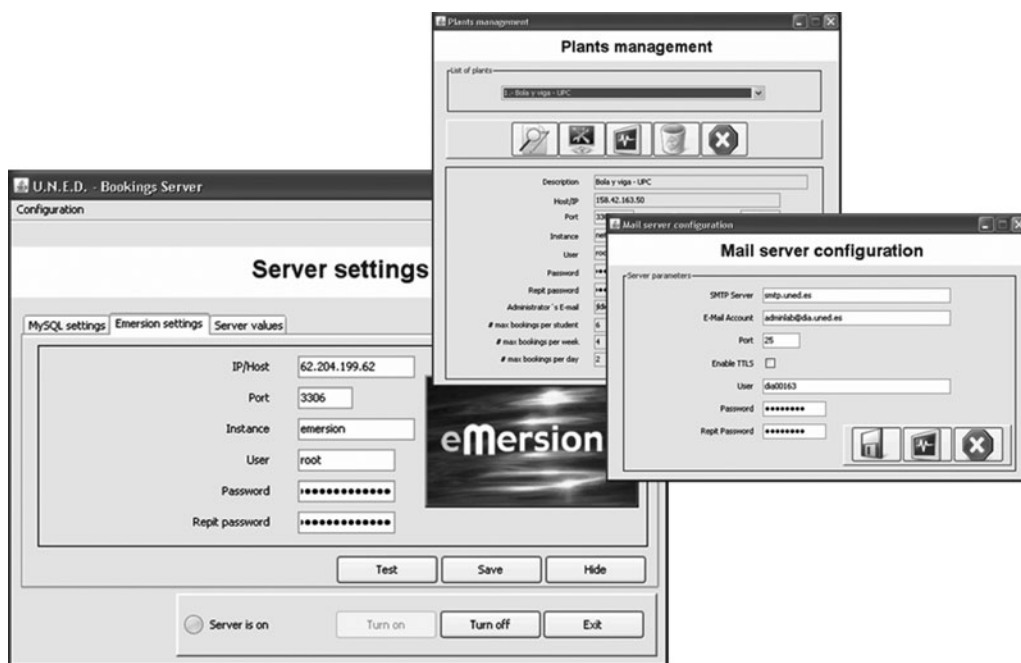 Plants management
Plants management
List of plants
1.- Bola y viga - UPC
Description Bola y viga - UPC
Host/IP 158.42.163.50
Port
Instance
User
Password
Repit password
Administrator´s E-mail
# max bookings per student 6
# max bookings per week 4
# max bookings per day 2
U.N.E.D. - Bookings Server
Configuration
Server settings
MySQL settings Emersion settings Server values
IP/Host 62.204.199.62
Port 3306
Instance emersion
User root
Password
Repit password
eMersion
Test Save Hide
Server is on Turn on Turn off Exit
Mail server configuration
Mail server configuration
Server parameters
SMTP Server smtp.uned.es
E-Mail Account adminlab@dia.uned.es
Port 25
Enable TTLS
User dia00163
Password
Repit Password